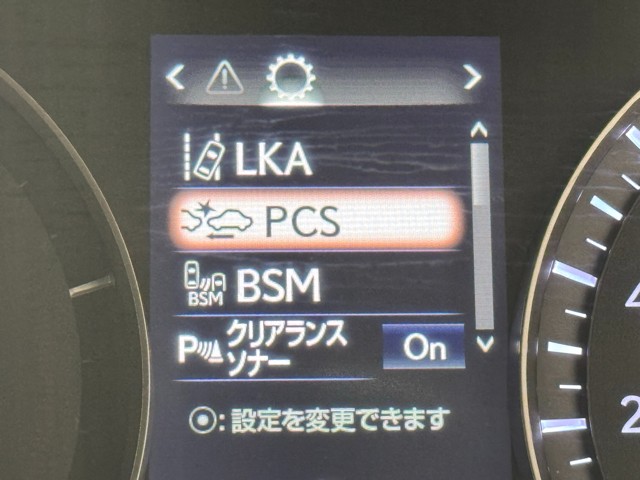 LKA
PCS
BSM BSM
P クリアランス
ソナー On
:設定を変更できます
2